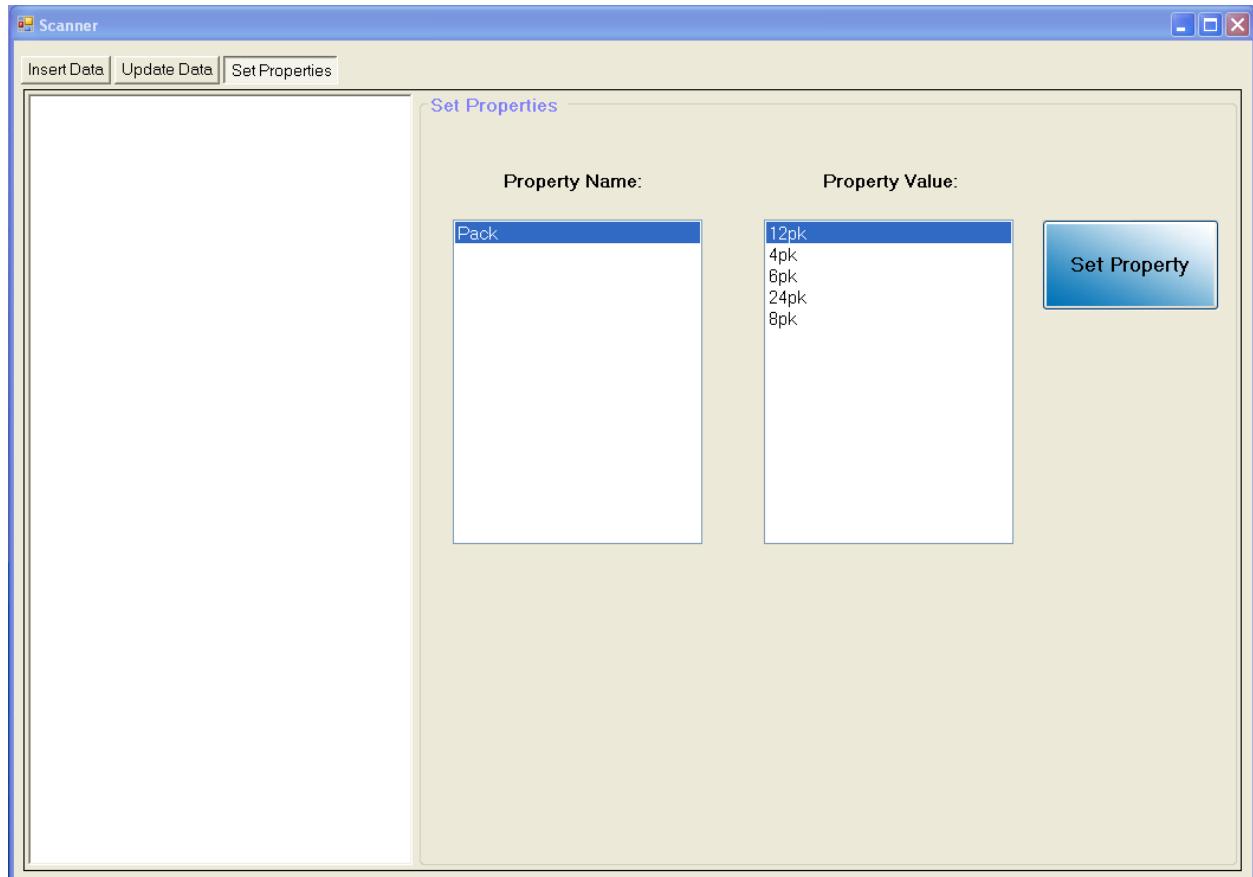 Scanner
Insert Data Update Data Set Properties
Set Properties
Property Name: Property Value:
Pack 12pk
4pk
6pk
24pk
8pk
Set Property